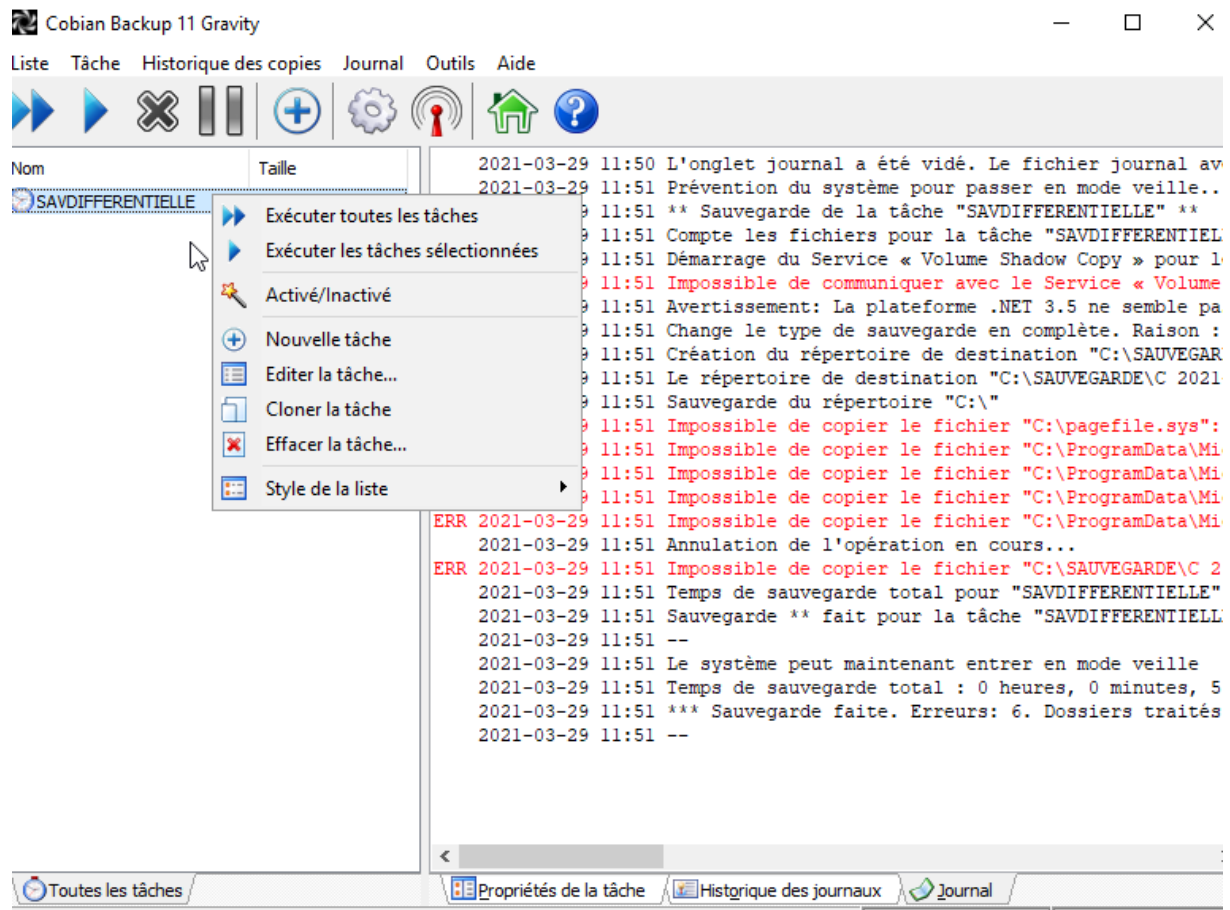 Cobian Backup 11 Gravity
Liste Tâche Historique des copies Journal Outils Aide
Nom Taille
SAVDIFFERENTIELLE
Exécuter toutes les tâches
Exécuter les tâches sélectionnées
Activé/Inactivé
Nouvelle tâche
Editer la tâche...
Cloner la tâche
Effacer la tâche...
Style de la liste
2021-03-29 11:50 L'onglet journal a été vidé. Le fichier journal av
2021-03-29 11:51 Prévention du système pour passer en mode veille..
9 11:51 ** Sauvegarde de la tâche "SAVDIFFERENTIELLE" **
9 11:51 Compte les fichiers pour la tâche "SAVDIFFERENTIEL
9 11:51 Démarrage du Service « Volume Shadow Copy » pour l
9 11:51 Impossible de communiquer avec le Service « Volume
9 11:51 Avertissement: La plateforme .NET 3.5 ne semble pa
9 11:51 Change le type de sauvegarde en complète. Raison :
9 11:51 Création du répertoire de destination "C:\SAUVEGAR
9 11:51 Le répertoire de destination "C:\SAUVEGARDE\C 2021
9 11:51 Sauvegarde du répertoire "C:\"
9 11:51 Impossible de copier le fichier "C:\pagefile.sys":
9 11:51 Impossible de copier le fichier "C:\ProgramData\Mi
9 11:51 Impossible de copier le fichier "C:\ProgramData\Mi
9 11:51 Impossible de copier le fichier "C:\ProgramData\Mi
ERR 2021-03-29 11:51 Impossible de copier le fichier "C:\ProgramData\Mi
2021-03-29 11:51 Annulation de l'opération en cours...
ERR 2021-03-29 11:51 Impossible de copier le fichier "C:\SAUVEGARDE\C 2
2021-03-29 11:51 Temps de sauvegarde total pour "SAVDIFFERENTIELLE"
2021-03-29 11:51 Sauvegarde ** fait pour la tâche "SAVDIFFERENTIELL
2021-03-29 11:51 --
2021-03-29 11:51 Le système peut maintenant entrer en mode veille
2021-03-29 11:51 Temps de sauvegarde total : 0 heures, 0 minutes, 5
2021-03-29 11:51 *** Sauvegarde faite. Erreurs: 6. Dossiers traités
2021-03-29 11:51 --
Toutes les tâches
Propriétés de la tâche Historique des journaux Journal